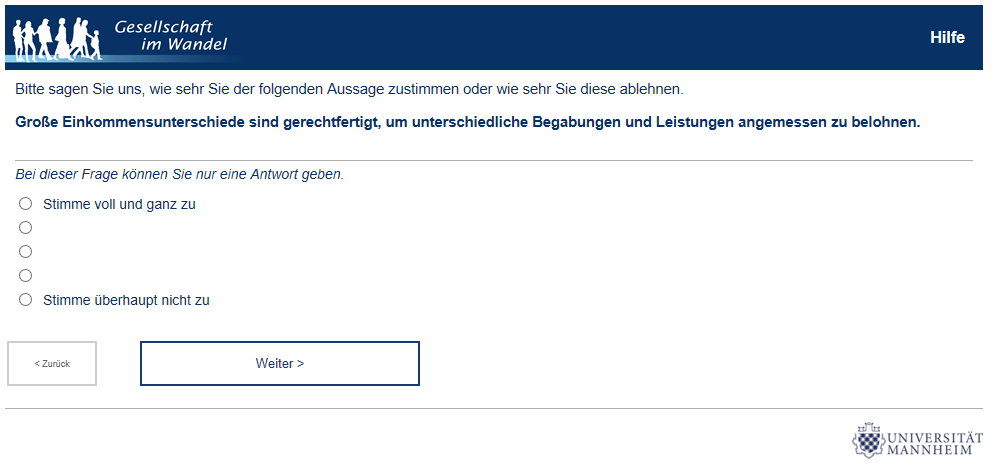 Gesellschaft
im Wandel
Hilfe
Bitte sagen Sie uns, wie sehr Sie der folgenden Aussage zustimmen oder wie sehr Sie diese ablehnen.
Große Einkommensunterschiede sind gerechtfertigt, um unterschiedliche Begabungen und Leistungen angemessen zu belohnen.
Bei dieser Frage können Sie nur eine Antwort geben.
Stimme voll und ganz zu
Stimme überhaupt nicht zu
< Zurück
Weiter >
UNIVERSITÄT
MANNHEIM